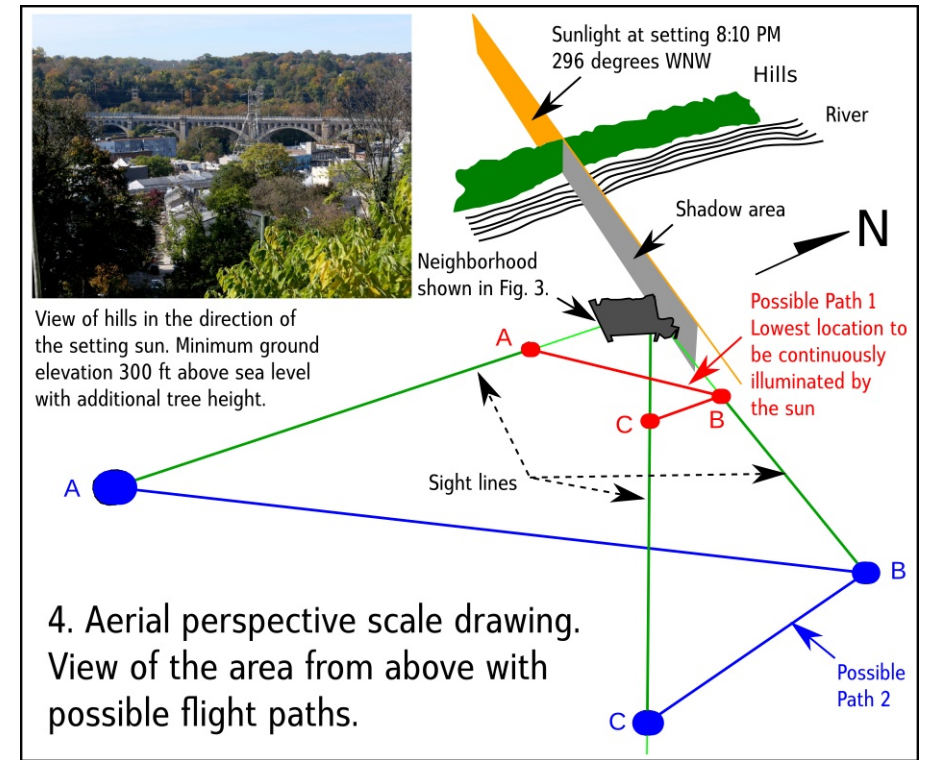 Sunlight at setting 8:10 PM
296 degrees WNW
Hills
River
Shadow area
N
Neighborhood
shown in Fig. 3.
View of hills in the direction of
the setting sun. Minimum ground
elevation 300 ft above sea level
with additional tree height.
Possible Path 1
Lowest location to
be continuously
illuminated by
the sun
A
B
C
Sight lines
A
B
C
4. Aerial perspective scale drawing.
View of the area from above with
possible flight paths.
Possible
Path 2